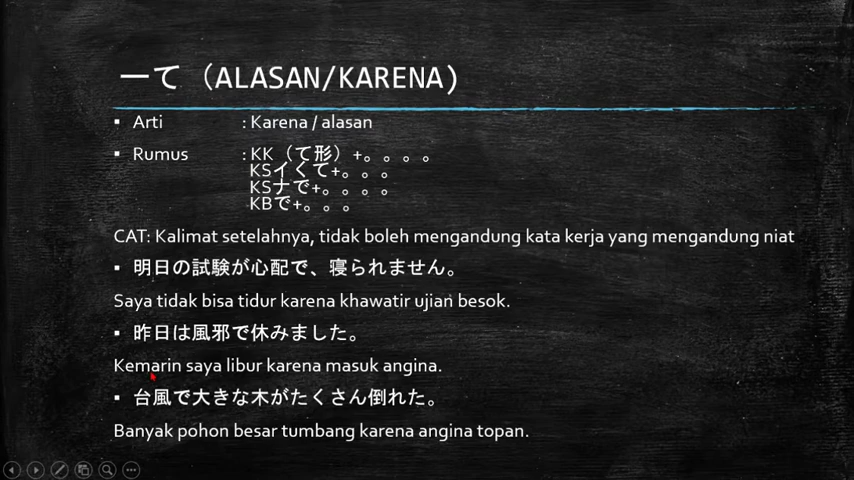 ーて（ALASAN/KARENA)
▪ Arti : Karena / alasan
▪ Rumus : KK（て形）+。。。。
KSイくて+。。。
KSナで+。。。。
KBで+。。。
CAT: Kalimat setelahnya, tidak boleh mengandung kata kerja yang mengandung niat
▪ 明日の試験が心配で、寝られません。
Saya tidak bisa tidur karena khawatir ujian besok.
▪ 昨日は風邪で休みました。
Kemarin saya libur karena masuk angina.
▪ 台風で大きな木がたくさん倒れた。
Banyak pohon besar tumbang karena angina topan.